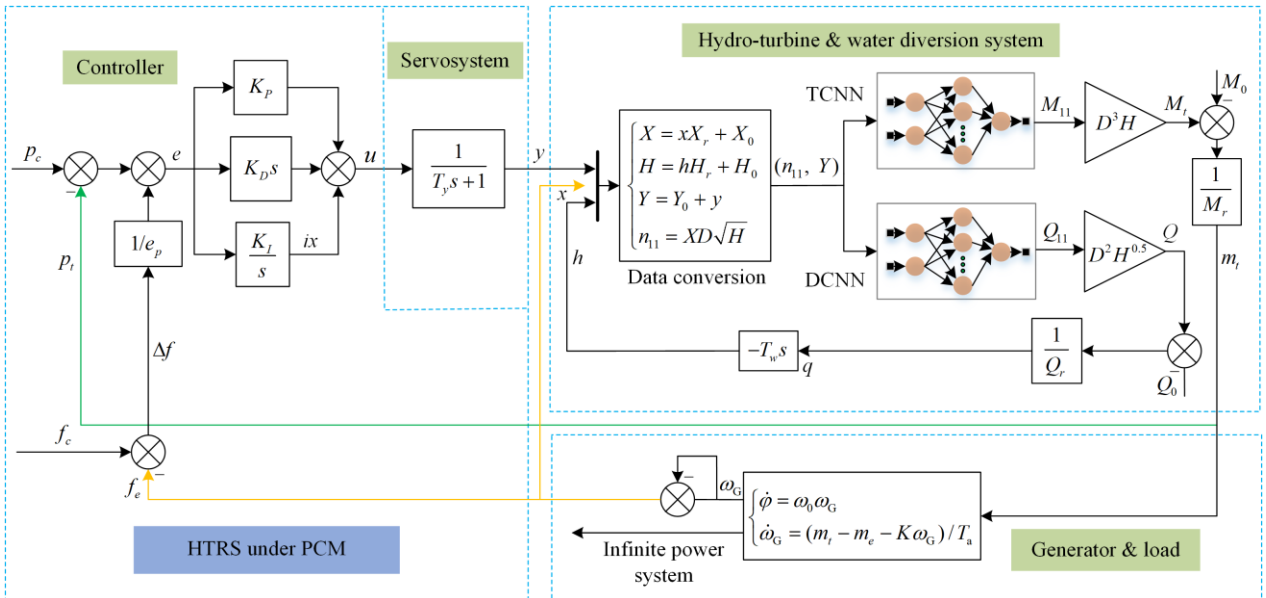 Controller
Servosystem
Hydro-turbine & water diversion system
p_c
−
e
K_P
K_D s
K_I / s
ix
u
1 / (T_y s + 1)
y
x
h
X = xX_r + X_0
H = hH_r + H_0
Y = Y_0 + y
n_11 = XD√H
Data conversion
(n_11, Y)
TCNN
M_11
D^3 H
M_t
M_0
−
1 / M_r
m_t
DCNN
Q_11
D^2 H^0.5
Q
−
Q_0
1 / Q_r
q
−T_w s
1/e_p
p_t
Δf
f_c
−
f_e
HTRS under PCM
−
ω_G
φ̇ = ω_0 ω_G
ω̇_G = (m_t − m_e − Kω_G) / T_a
Infinite power
system
Generator & load